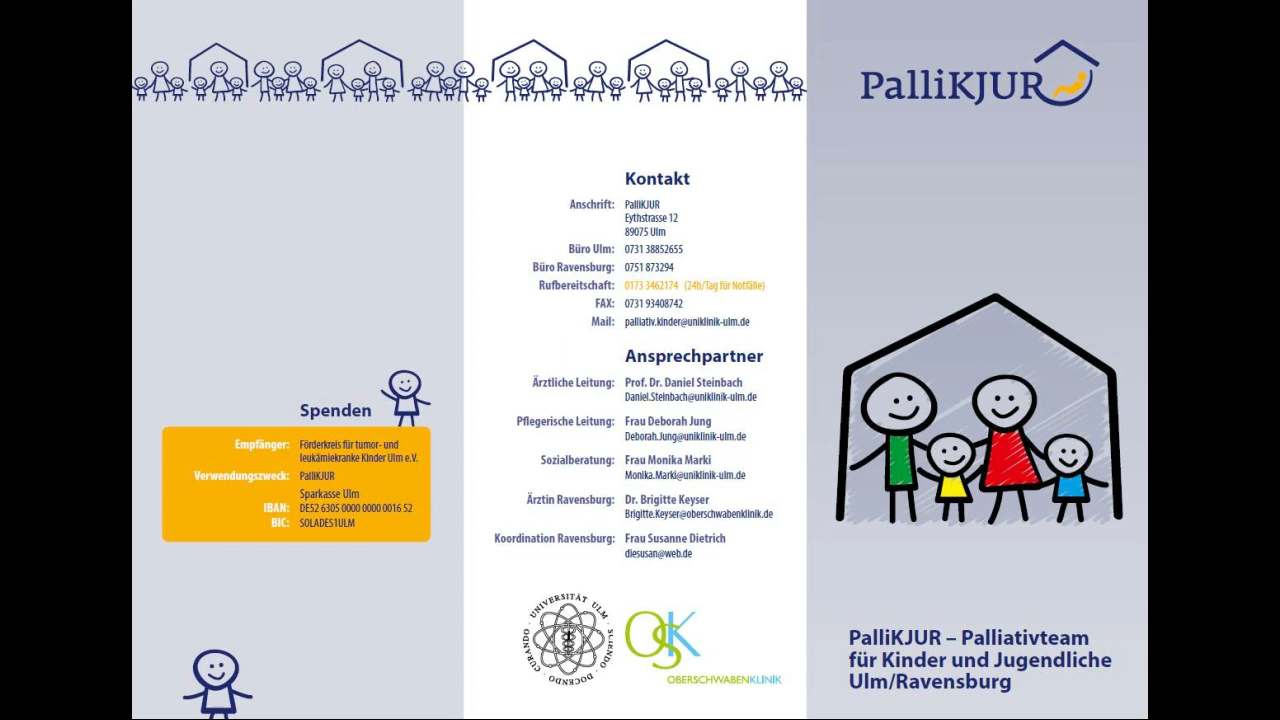 Spenden
Empfänger: Förderkreis für tumor- und
leukämiekranke Kinder Ulm e.V.
Verwendungszweck: PalliKJUR
Sparkasse Ulm
IBAN: DE52 6305 0000 0000 0016 52
BIC: SOLADES1ULM
Kontakt
Anschrift: PalliKJUR
Eythstrasse 12
89075 Ulm
Büro Ulm: 0731 38852655
Büro Ravensburg: 0751 873294
Rufbereitschaft: 0173 3462174 (24h/Tag für Notfälle)
FAX: 0731 93408742
Mail: palliativ.kinder@uniklinik-ulm.de
Ansprechpartner
Ärztliche Leitung: Prof. Dr. Daniel Steinbach
Daniel.Steinbach@uniklinik-ulm.de
Pflegerische Leitung: Frau Deborah Jung
Deborah.Jung@uniklinik-ulm.de
Sozialberatung: Frau Monika Marki
Monika.Marki@uniklinik-ulm.de
Ärztin Ravensburg: Dr. Brigitte Keyser
Brigitte.Keyser@oberschwabenklinik.de
Koordination Ravensburg: Frau Susanne Dietrich
diesusan@web.de
UNIVERSITÄT ULM · SCIENDO · DOCENDO · CURANDO ·
OSK
OBERSCHWABENKLINIK
PalliKJUR
PalliKJUR – Palliativteam
für Kinder und Jugendliche
Ulm/Ravensburg